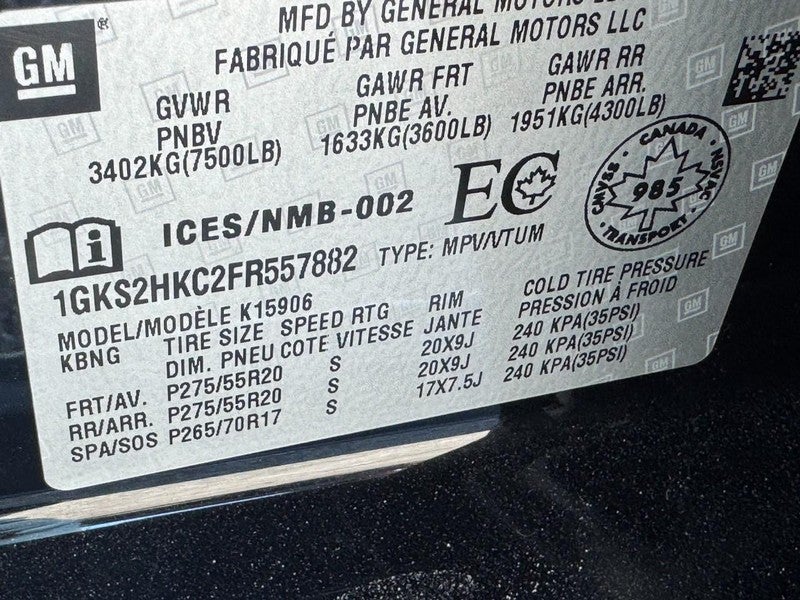 GM
MFD BY GENERAL MOTORS LLC
FABRIQUÉ PAR GENERAL MOTORS LLC
GVWR
PNBV
3402KG(7500LB)
GAWR FRT
PNBE AV.
1633KG(3600LB)
GAWR RR
PNBE ARR.
1951KG(4300LB)
ICES/NMB-002
EC
CANADA
NSVAC
TRANSPORT
CMVSS
985
1GKS2HKC2FR557882 TYPE: MPV/VTUM
MODEL/MODÈLE K15906
KBNG TIRE SIZE SPEED RTG RIM COLD TIRE PRESSURE
DIM. PNEU COTE VITESSE JANTE PRESSION À FROID
FRT/AV. P275/55R20 S 20X9J 240 KPA(35PSI)
RR/ARR. P275/55R20 S 20X9J 240 KPA(35PSI)
SPA/SOS P265/70R17 S 17X7.5J 240 KPA(35PSI)